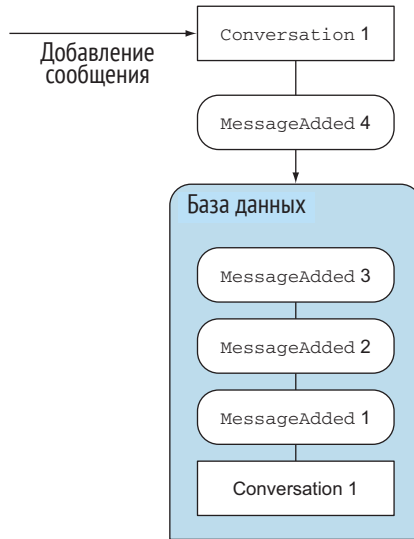 Conversation 1
Добавление
сообщения
MessageAdded 4
База данных
MessageAdded 3
MessageAdded 2
MessageAdded 1
Conversation 1